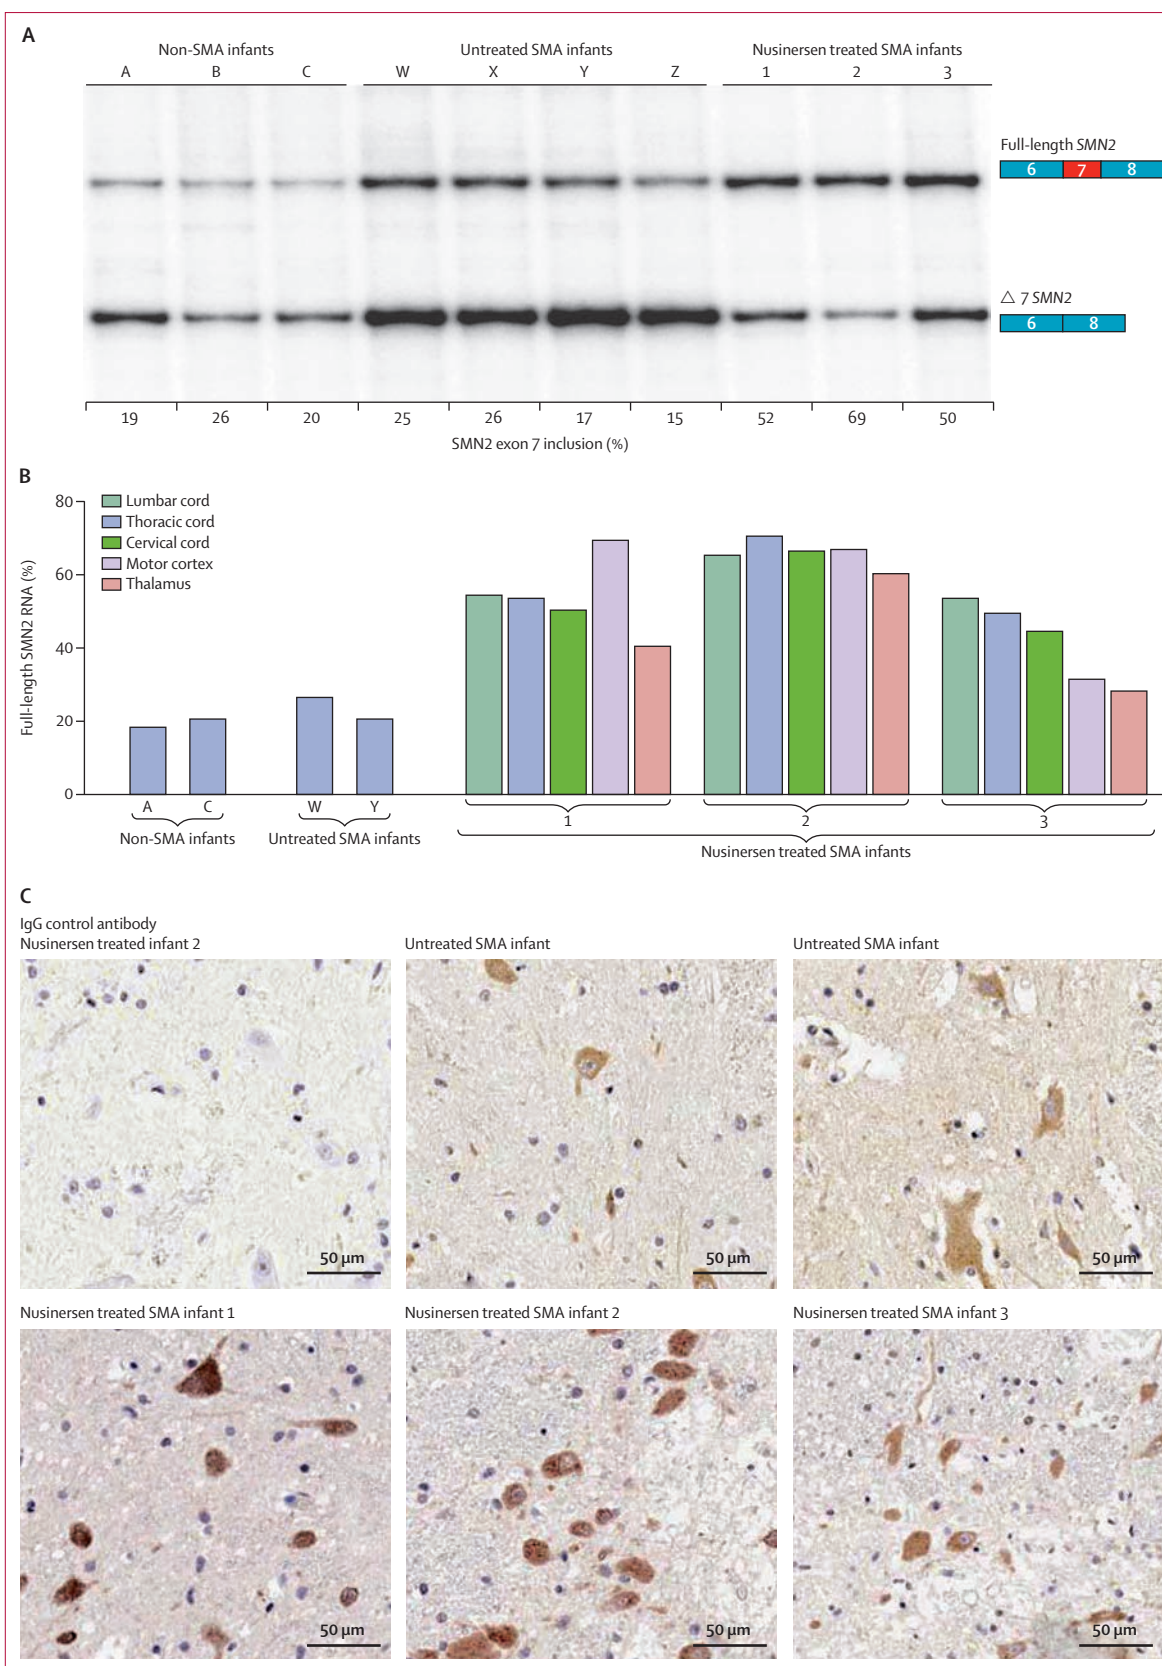 A
Non-SMA infants Untreated SMA infants Nusinersen treated SMA infants
A B C W X Y Z 1 2 3
Full-length SMN2
6 7 8
△ 7 SMN2
6 8
19 26 20 25 26 17 15 52 69 50
SMN2 exon 7 inclusion (%)
B
Full-length SMN2 RNA (%)
80
60
40
20
0
Lumbar cord
Thoracic cord
Cervical cord
Motor cortex
Thalamus
A C W Y 1 2 3
Non-SMA infants Untreated SMA infants Nusinersen treated SMA infants
C
IgG control antibody
Nusinersen treated infant 2 Untreated SMA infant Untreated SMA infant
50 µm 50 µm 50 µm
Nusinersen treated SMA infant 1 Nusinersen treated SMA infant 2 Nusinersen treated SMA infant 3
50 µm 50 µm 50 µm